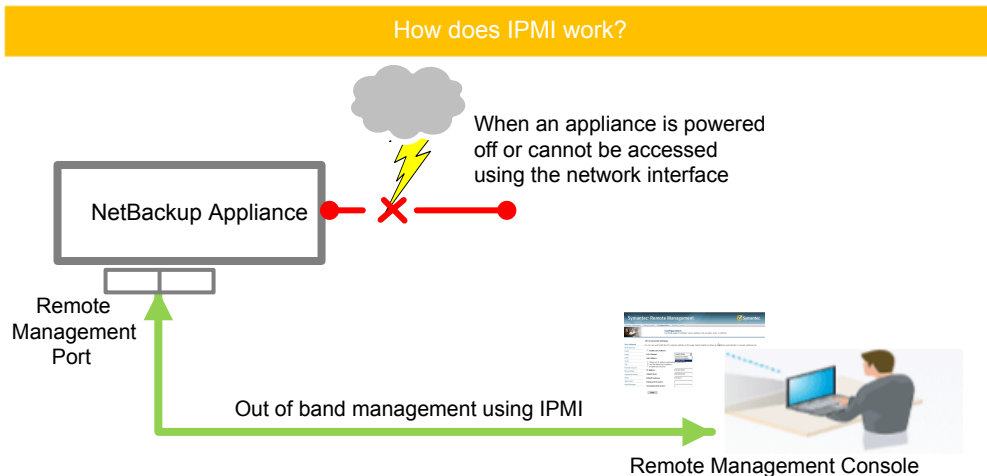 How does IPMI work?
When an appliance is powered
off or cannot be accessed
using the network interface
NetBackup Appliance
Remote
Management
Port
Symantec Remote Management
Symantec
Out of band management using IPMI
Remote Management Console